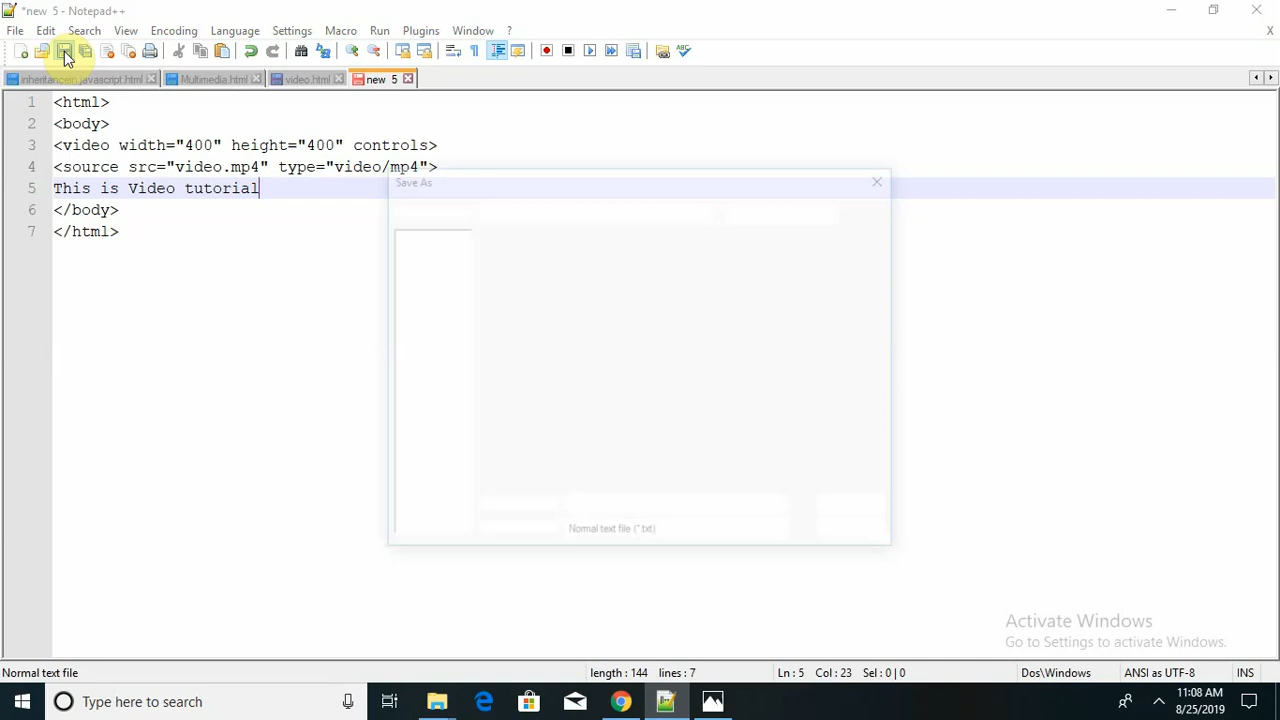 *new 5 - Notepad++
File Edit Search View Encoding Language Settings Macro Run Plugins Window ? X
inheritancein javascript.html Multimedia.html video.html new 5
1 <html>
2 <body>
3 <video width="400" height="400" controls>
4 <source src="video.mp4" type="video/mp4">
Save As
5 This is Video tutorial
6 </body>
7 </html>
Normal text file (*.txt)
Activate Windows
Go to Settings to activate Windows.
Normal text file length : 144 lines : 7 Ln : 5 Col : 23 Sel : 0 | 0 Dos\Windows ANSI as UTF-8 INS
Type here to search 11:08 AM
8/25/2019